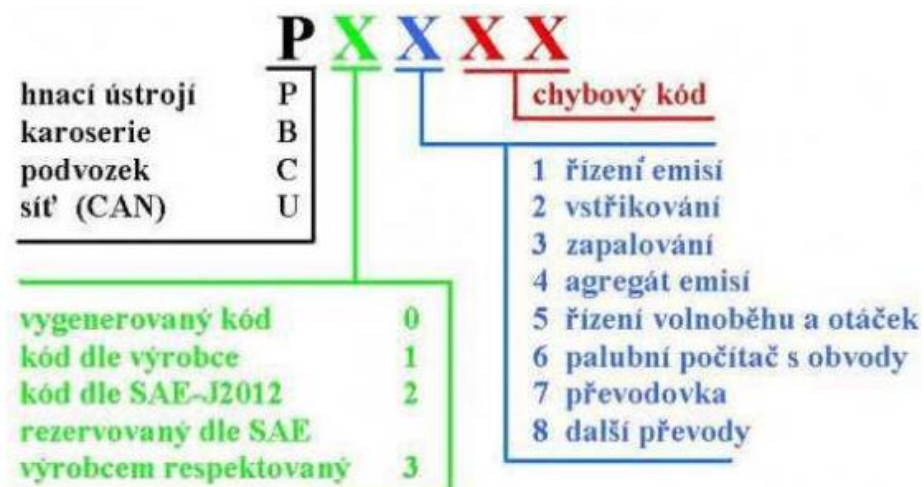 P X X X X
hnací ústrojí P
karoserie B
podvozek C
síť (CAN) U
chybový kód
1 řízení emisí
2 vstřikování
3 zapalování
4 agregát emisí
5 řízení volnoběhu a otáček
6 palubní počítač s obvody
7 převodovka
8 další převody
vygenerovaný kód 0
kód dle výrobce 1
kód dle SAE-J2012 2
rezervovaný dle SAE
výrobcem respektovaný 3